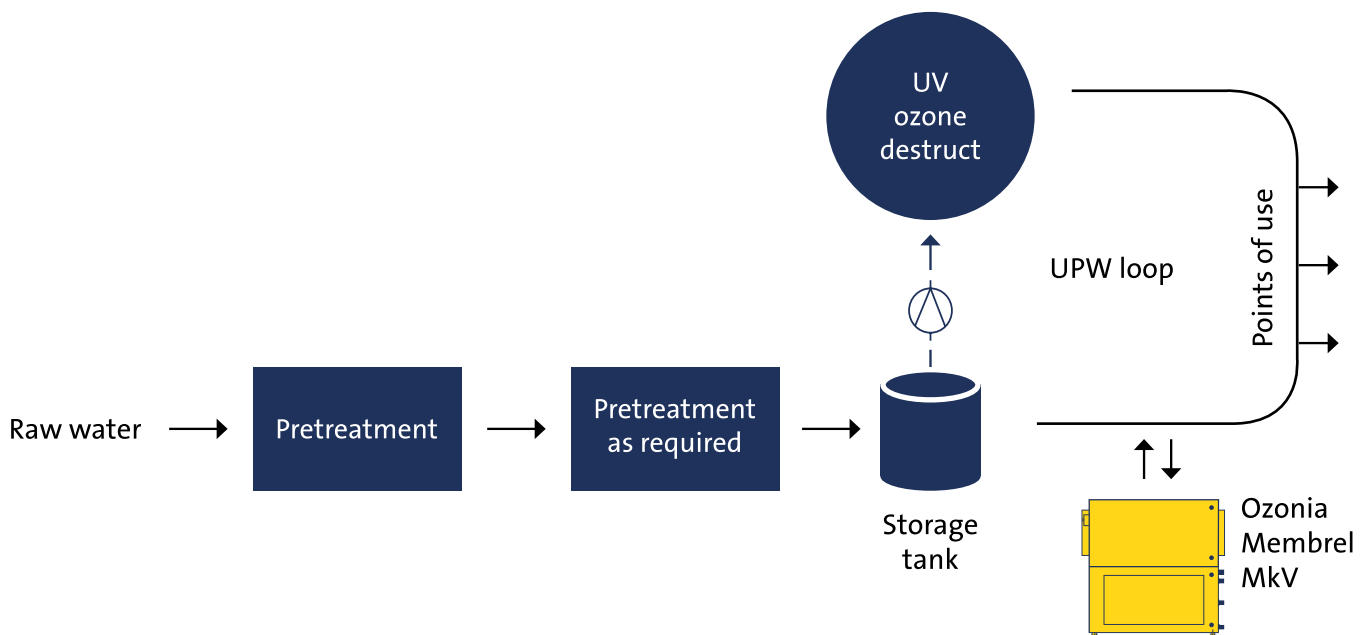 UV
ozone
destruct
UPW loop
Points of use
Raw water
Pretreatment
Pretreatment
as required
Storage
tank
Ozonia
Membrel
MkV